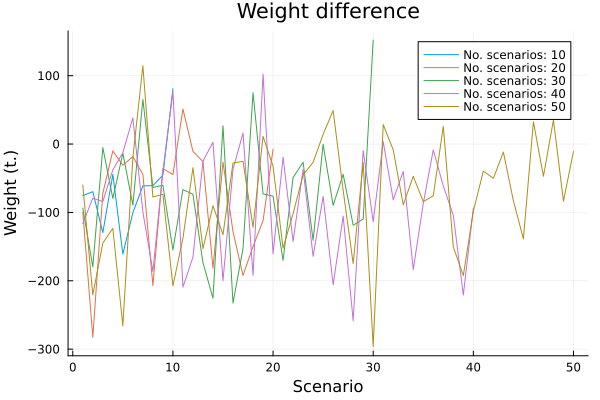 Weight difference
No. scenarios: 10
No. scenarios: 20
No. scenarios: 30
No. scenarios: 40
No. scenarios: 50
100
0
−100
−200
−300
Weight (t.)
0 10 20 30 40 50
Scenario